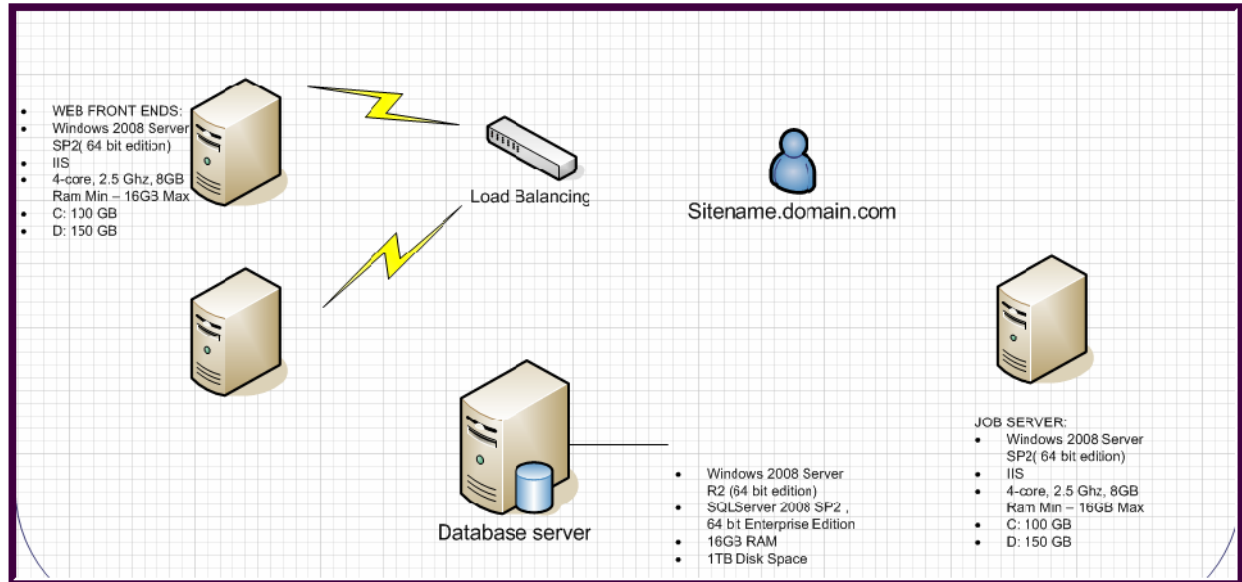 WEB FRONT ENDS:
Windows 2008 Server
SP2( 64 bit edition)
IIS
4-core, 2.5 Ghz, 8GB
Ram Min – 16GB Max
C: 100 GB
D: 150 GB
Load Balancing
Sitename.domain.com
Database server
Windows 2008 Server
R2 (64 bit edition)
SQLServer 2008 SP2 ,
64 bit Enterprise Edition
16GB RAM
1TB Disk Space
JOB SERVER:
Windows 2008 Server
SP2( 64 bit edition)
IIS
4-core, 2.5 Ghz, 8GB
Ram Min – 16GB Max
C: 100 GB
D: 150 GB